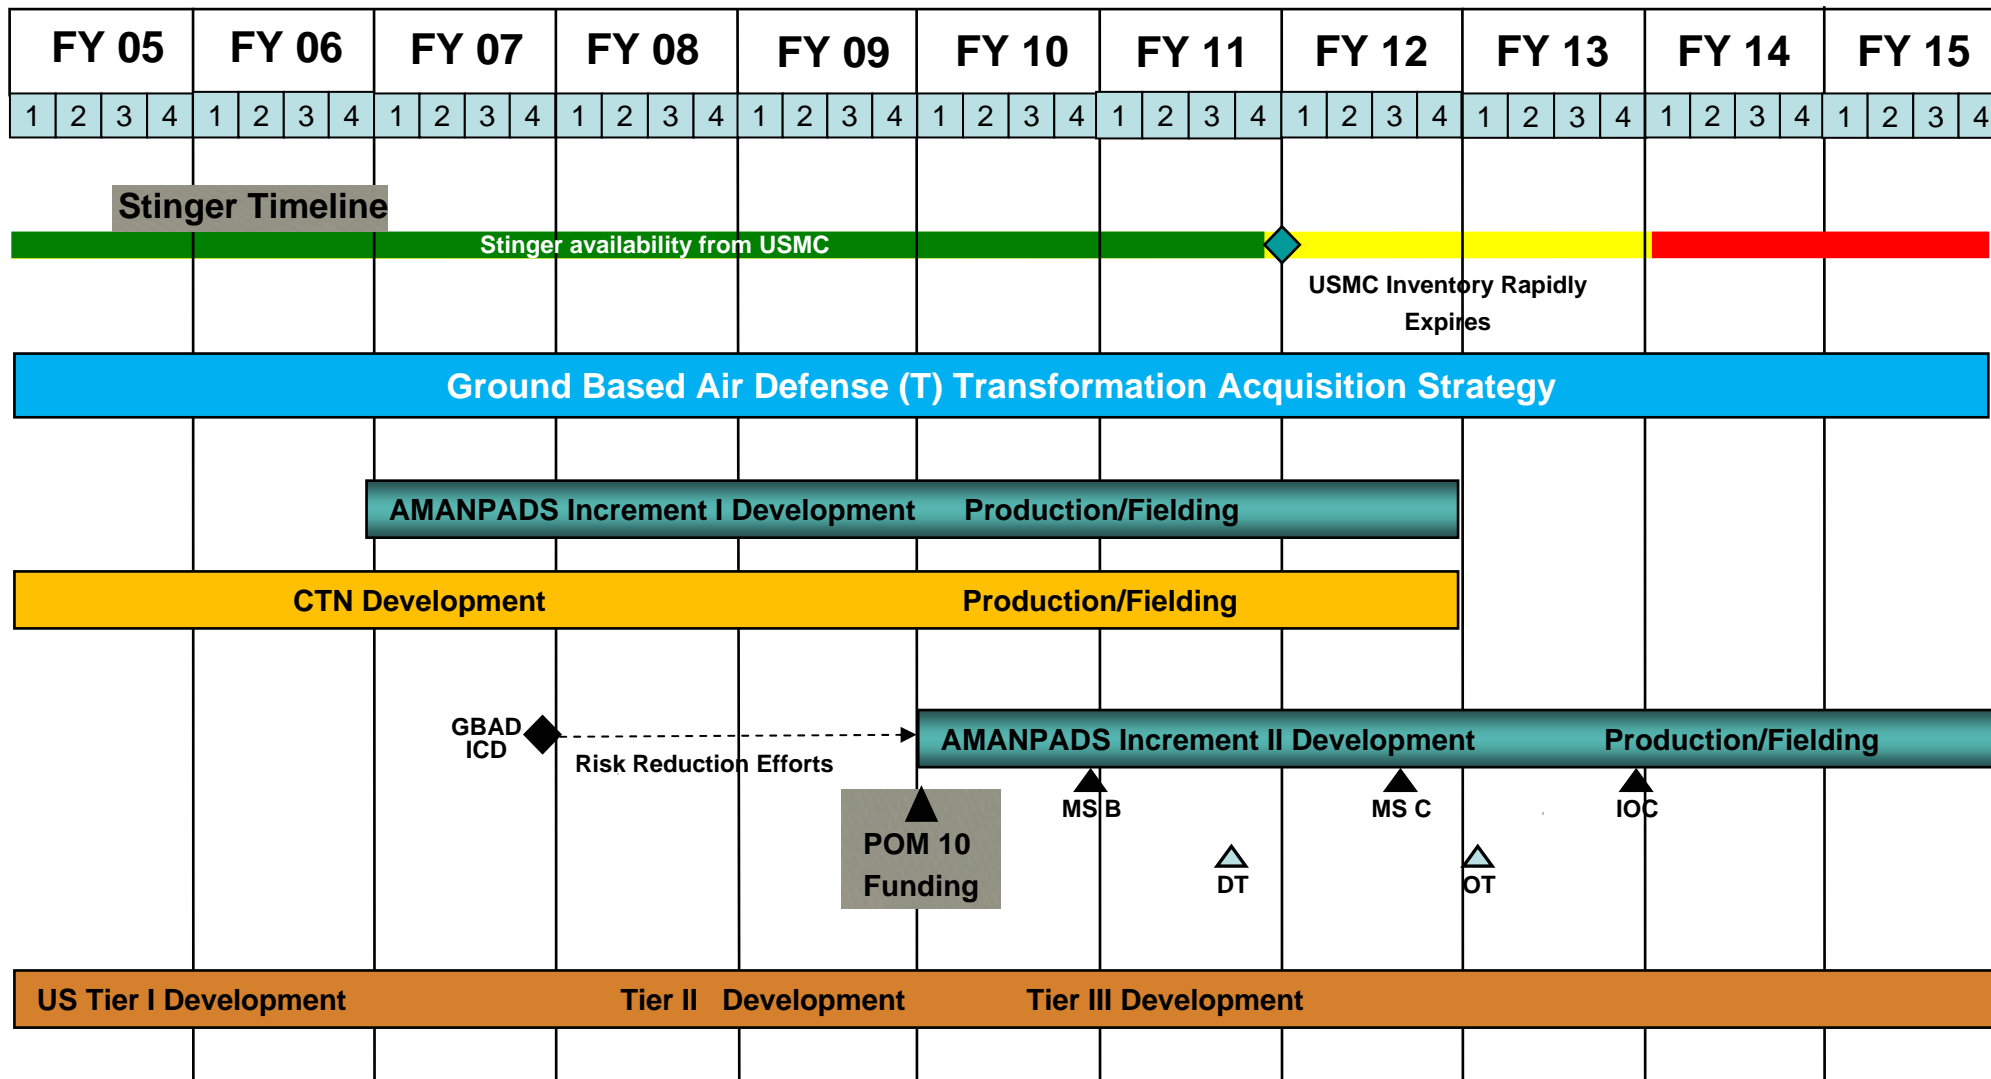 FY 05 FY 06 FY 07 FY 08 FY 09 FY 10 FY 11 FY 12 FY 13 FY 14 FY 15
1 2 3 4 1 2 3 4 1 2 3 4 1 2 3 4 1 2 3 4 1 2 3 4 1 2 3 4 1 2 3 4 1 2 3 4 1 2 3 4 1 2 3 4
Stinger Timeline
Stinger availability from USMC
USMC Inventory Rapidly
Expires
Ground Based Air Defense (T) Transformation Acquisition Strategy
AMANPADS Increment I Development Production/Fielding
CTN Development Production/Fielding
GBAD
ICD
Risk Reduction Efforts
AMANPADS Increment II Development Production/Fielding
MS B MS C IOC
POM 10
Funding
DT OT
US Tier I Development Tier II Development Tier III Development